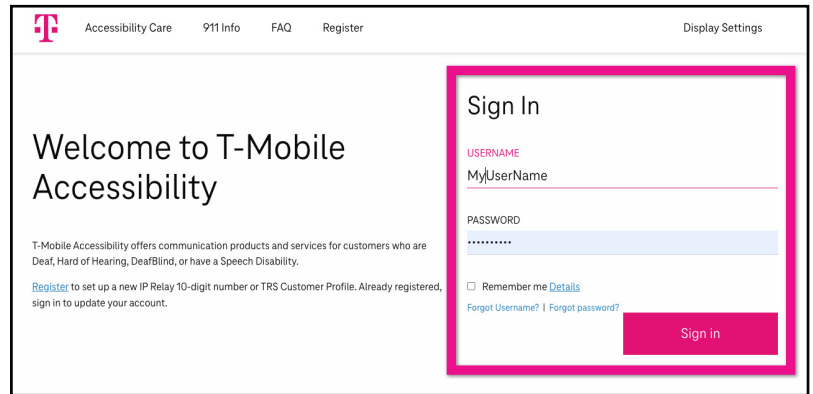 T Accessibility Care 911 Info FAQ Register Display Settings
Welcome to T-Mobile
Accessibility
T-Mobile Accessibility offers communication products and services for customers who are
Deaf, Hard of Hearing, DeafBlind, or have a Speech Disability.
Register to set up a new IP Relay 10-digit number or TRS Customer Profile. Already registered,
sign in to update your account.
Sign In
USERNAME
MyUserName
PASSWORD
••••••••••
Remember me Details
Forgot Username? | Forgot password?
Sign in